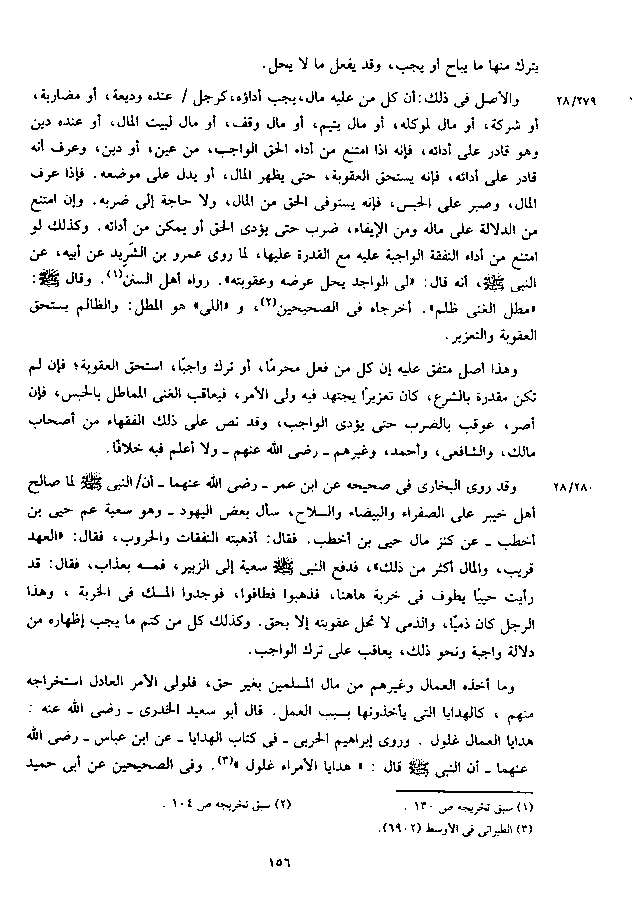 يترك منها ما يباح أو يجب، وقد يفعل ما لا يحل.
٢٨/٢٧٩ والأصل فى ذلك: أن كل من عليه مال، يجب أداؤه، كرجل / عنده وديعة، أو مضاربة،
أو شركة، أو مال لموكله، أو مال يتيم، أو مال وقف، أو مال لبيت المال، أو عنده دين
وهو قادر على أدائه، فإنه اذا امتنع من أداء الحق الواجب، من عين، أو دين، وعرف أنه
قادر على أدائه، فإنه يستحق العقوبة، حتى يظهر المال، أو يدل على موضعه. فإذا عرف
المال، وصبر على الحبس، فإنه يستوفى الحق من المال، ولا حاجة إلى ضربه. وإن امتنع
من الدلالة على ماله ومن الإيفاء، ضرب حتى يؤدى الحق أو يمكن من أدائه. وكذلك لو
امتنع من أداء النفقة الواجبة عليه مع القدرة عليها، لما روى عمرو بن الشَّرِيد عن أبيه، عن
النبى ﷺ، أنه قال: «لى الواجد يحل عرضه وعقوبته». رواه أهل السنن(١). وقال ﷺ:
«مطل الغنى ظلم». أخرجاه فى الصحيحين(٢)، و «اللى» هو المطل: والظالم يستحق
العقوبة والتعزير.
وهذا أصل متفق عليه إن كل من فعل محرمًا، أو ترك واجبًا، استحق العقوبة؛ فإن لم
تكن مقدرة بالشرع، كان تعزيرًا يجتهد فيه ولى الأمر، فيعاقب الغنى المماطل بالحبس، فإن
أصر، عوقب بالضرب حتى يؤدى الواجب، وقد نص على ذلك الفقهاء من أصحاب
مالك، والشافعى، وأحمد، وغيرهم ـ رضى الله عنهم ـ ولا أعلم فيه خلافًا.
٢٨/٢٨٠ وقد روى البخارى فى صحيحه عن ابن عمر ـ رضى الله عنهما ـ أن/ النبى ﷺ لما صالح
أهل خيبر على الصفراء والبيضاء والسلاح، سأل بعض اليهود ـ وهو سعية عم حيى بن
أخطب ـ عن كنز مال حيى بن أخطب. فقال: أذهبته النفقات والحروب، فقال: «العهد
قريب، والمال أكثر من ذلك»، فدفع النبى ﷺ سعية إلى الزبير، فمسه بعذاب، فقال: قد
رأيت حييًا يطوف فى خربة هاهنا، فذهبوا فطافوا، فوجدوا المسك فى الخربة ، وهذا
الرجل كان ذميًا، والذمى لا تحل عقوبته إلا بحق. وكذلك كل من كتم ما يجب إظهاره من
دلالة واجبة ونحو ذلك، يعاقب على ترك الواجب.
وما أخذه العمال وغيرهم من مال المسلمين بغير حق، فلولى الأمر العادل استخراجه
منهم ، كالهدايا التى يأخذونها بسبب العمل. قال أبو سعيد الخدرى ـ رضى الله عنه :
هدايا العمال غلول . وروى إبراهيم الحربى ـ فى كتاب الهدايا ـ عن ابن عباس ـ رضى الله
عنهما ـ أن النبى ﷺ قال : « هدايا الأمراء غلول »(٣). وفى الصحيحين عن أبى حميد
(١) سبق تخريجه ص ١٣٠ . (٢) سبق تخريجه ص ١٠٤ .
(٣) الطبرانى فى الأوسط (٦٩٠٢).
١٥٦